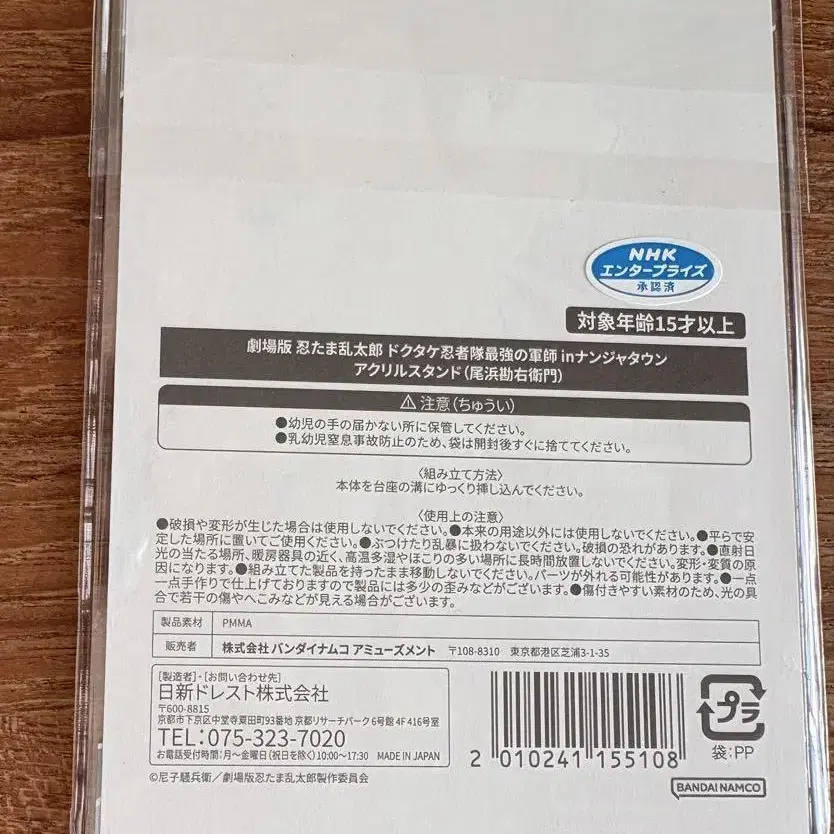 NHK
エンタープライズ
承認済
対象年齢15才以上
劇場版 忍たま乱太郎 ドクタケ忍者隊最強の軍師 inナンジャタウン
アクリルスタンド(尾浜勘右衛門)
⚠注意(ちゅうい)
●幼児の手の届かない所に保管してください。
●乳幼児窒息事故防止のため、袋は開封後すぐに捨ててください。
〈組み立て方法〉
本体を台座の溝にゆっくり挿し込んでください。
〈使用上の注意〉
●破損や変形が生じた場合は使用しないでください。●本来の用途以外には使用しないでください。●平らで安
定した場所に置いてご使用ください。●ぶつけたり乱暴に扱わないでください。破損の恐れがあります。●直射日
光の当たる場所、暖房器具の近く、高温多湿やほこりの多い場所に長時間放置しないでください。変形・変質の原
因になります。●組み立てた製品を持ったまま移動しないでください。パーツが外れる可能性があります。●一点
一点手作りで仕上げておりますので製品には多少の歪みなどがございます。●傷付きやすい素材のため、光の具
合で若干の傷やへこみなどが見える場合がございます。
製品素材 PMMA
販売者 株式会社 バンダイナムコ アミューズメント 〒108-8310 東京都港区芝浦3-1-35
[製造者]・[お問い合わせ先]
日新ドレスト株式会社
〒600-8815
京都市下京区中堂寺粟田町93番地 京都リサーチパーク 6号館 4F 416号室
TEL:075-323-7020
お電話受付時間:月~金曜日(祝日を除く)10:00~17:30 MADE IN JAPAN
©尼子騒兵衛/劇場版忍たま乱太郎製作委員会
2 010241 155108
プラ
袋:PP
BANDAI NAMCO